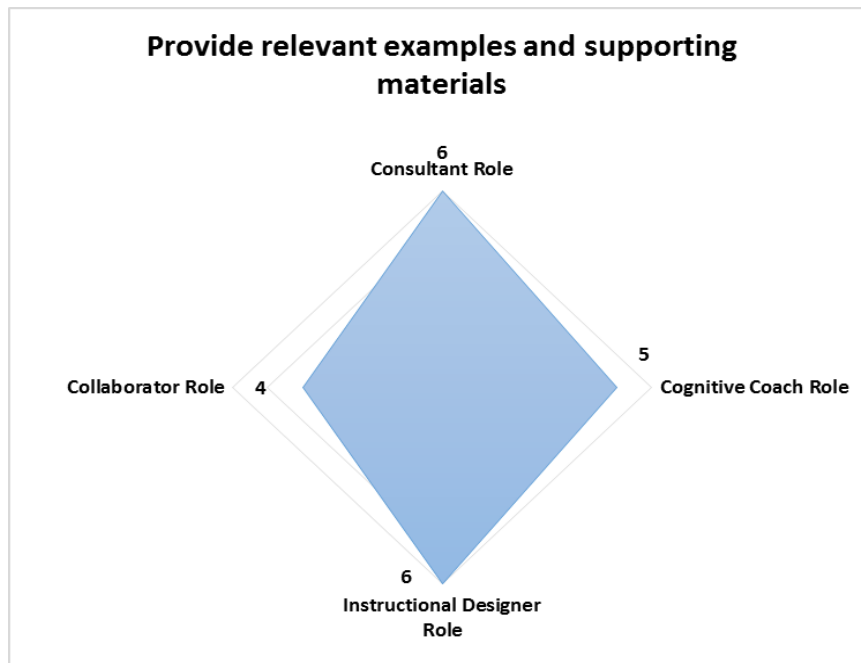 Provide relevant examples and supporting
materials
6
Consultant Role
5
Collaborator Role
4
Cognitive Coach Role
6
Instructional Designer
Role